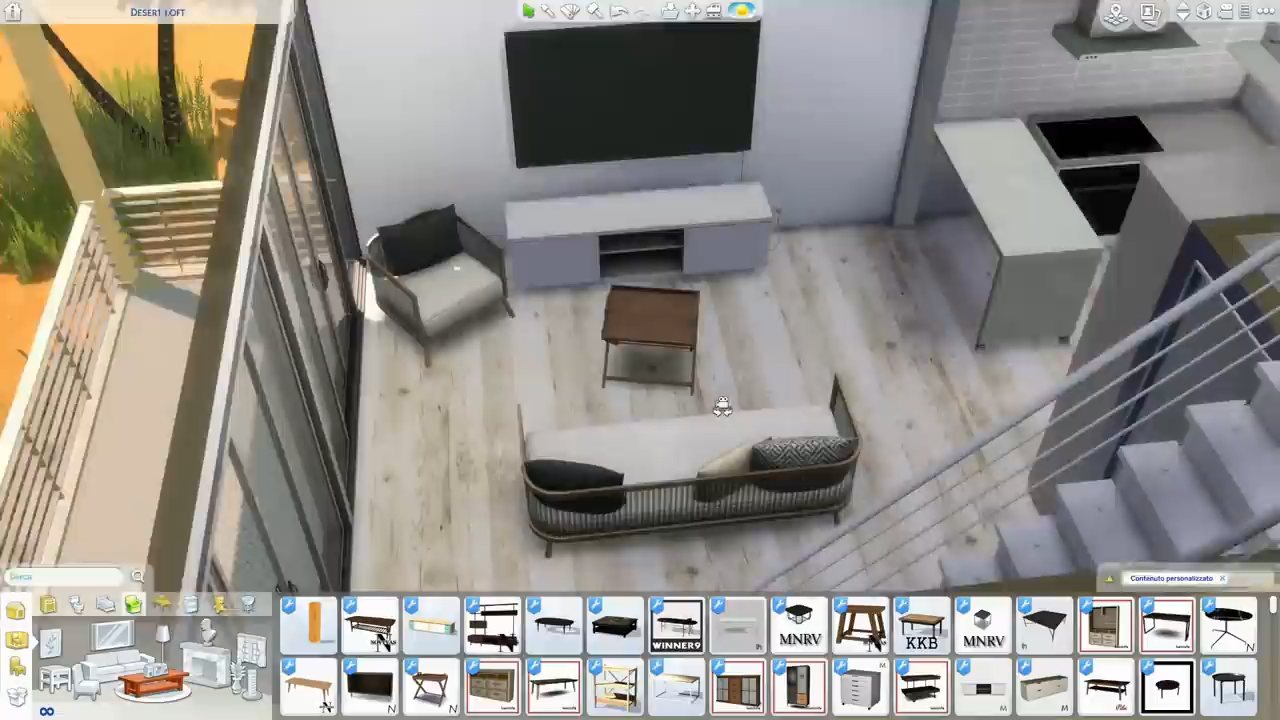 DESERT LOFT
Cerca
Contenuto personalizzato
WINNER9
MNRV
KKB
MNRV
N
N
N
M
M
M